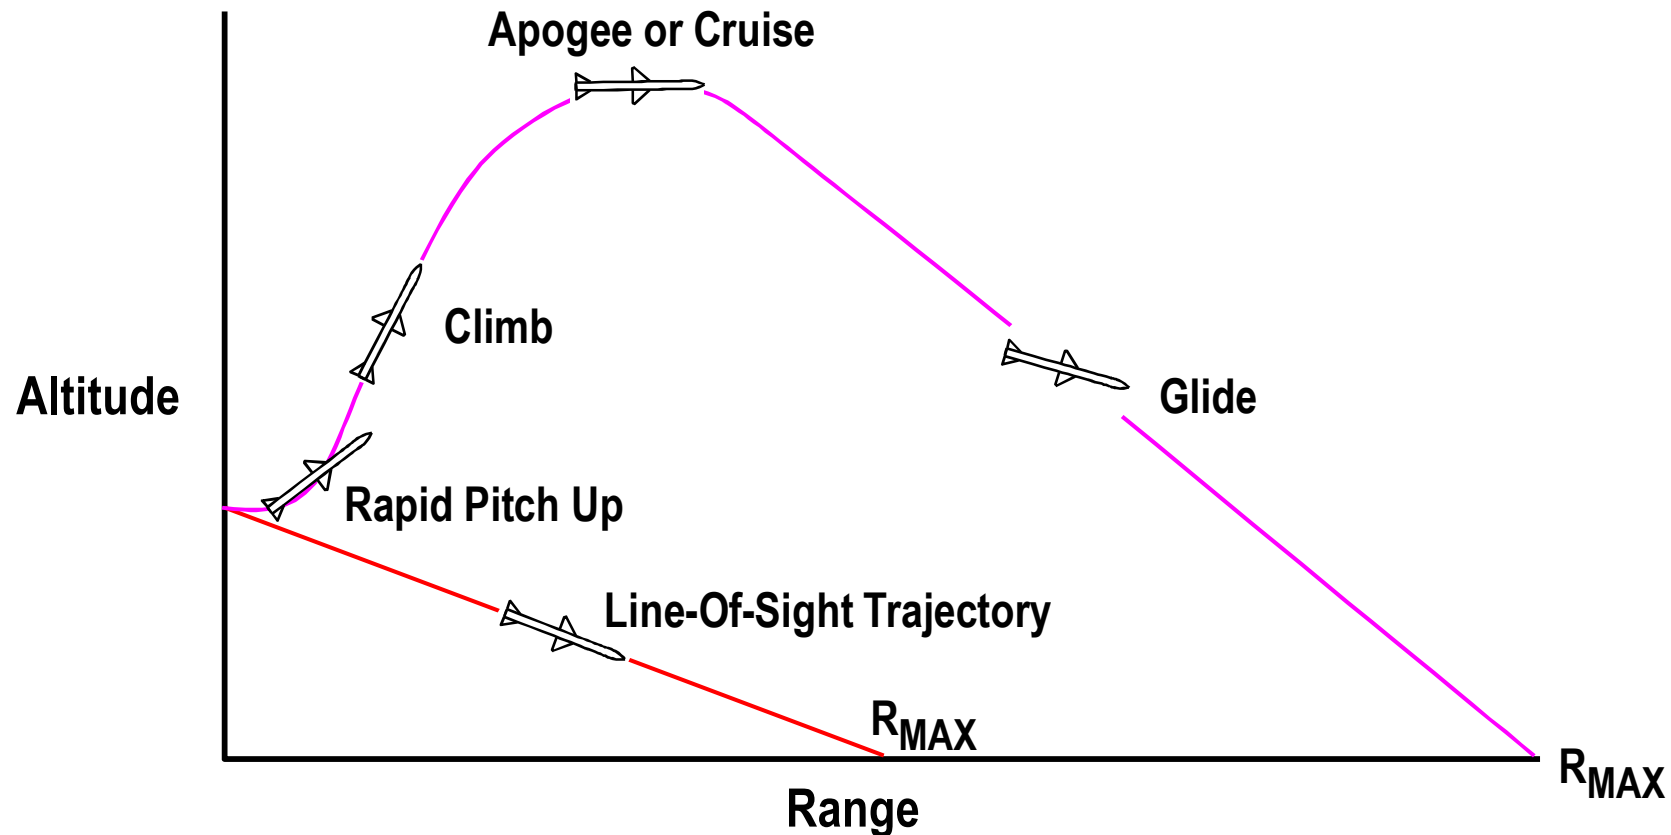 Apogee or Cruise
Climb
Altitude
Glide
Rapid Pitch Up
Line-Of-Sight Trajectory
RMAX
RMAX
Range